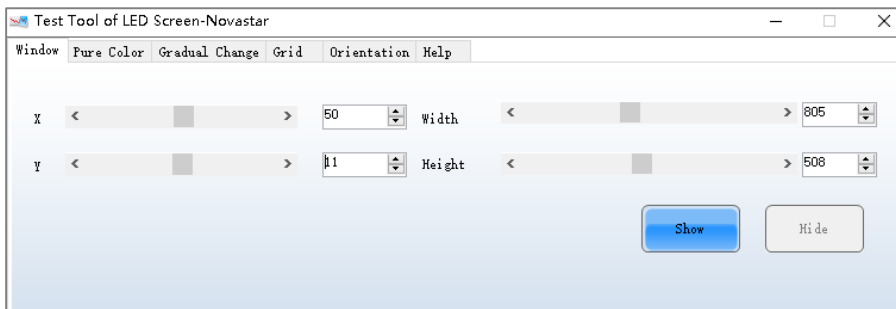 Test Tool of LED Screen-Novastar
Window Pure Color Gradual Change Grid Orientation Help
X 50 Width 805
Y 11 Height 508
Show Hide